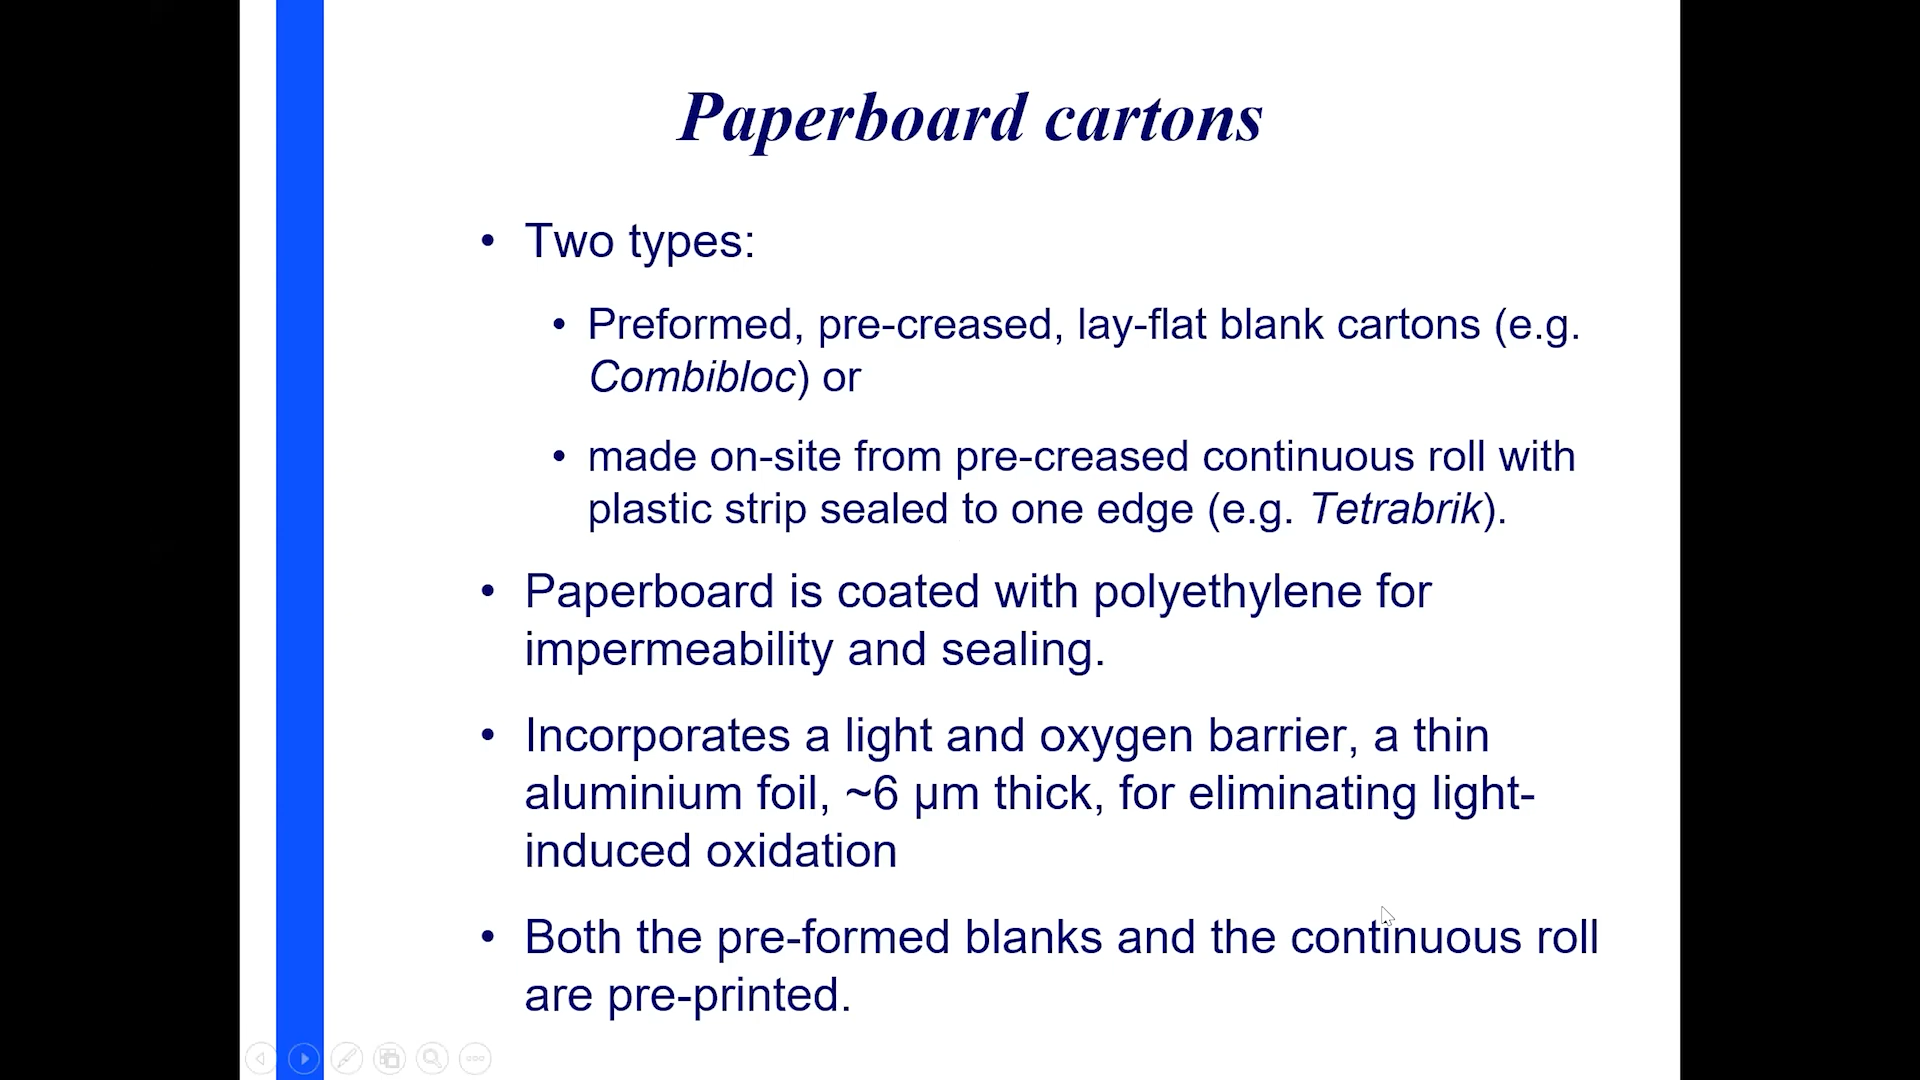 Paperboard cartons
• Two types:
• Preformed, pre-creased, lay-flat blank cartons (e.g.
Combibloc) or
• made on-site from pre-creased continuous roll with
plastic strip sealed to one edge (e.g. Tetrabrik).
• Paperboard is coated with polyethylene for
impermeability and sealing.
• Incorporates a light and oxygen barrier, a thin
aluminium foil, ~6 µm thick, for eliminating light-
induced oxidation
• Both the pre-formed blanks and the continuous roll
are pre-printed.